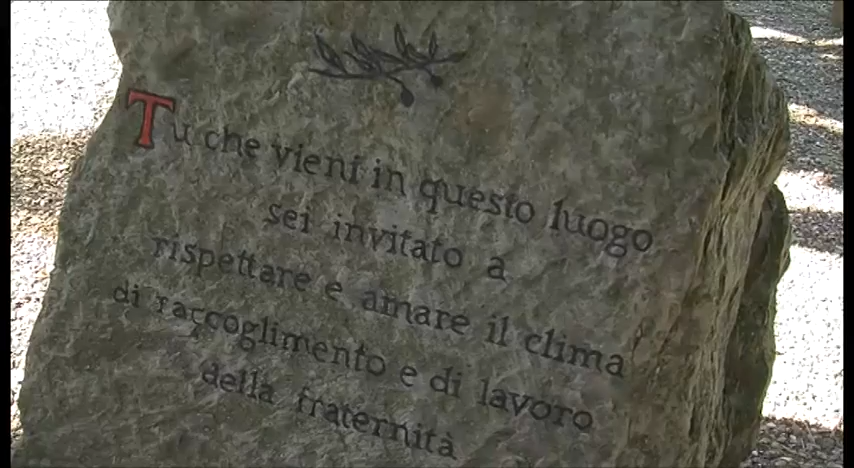 Tu che vieni in questo luogo
sei invitato a
rispettare e amare il clima
di raccoglimento e di lavoro
della fraternità